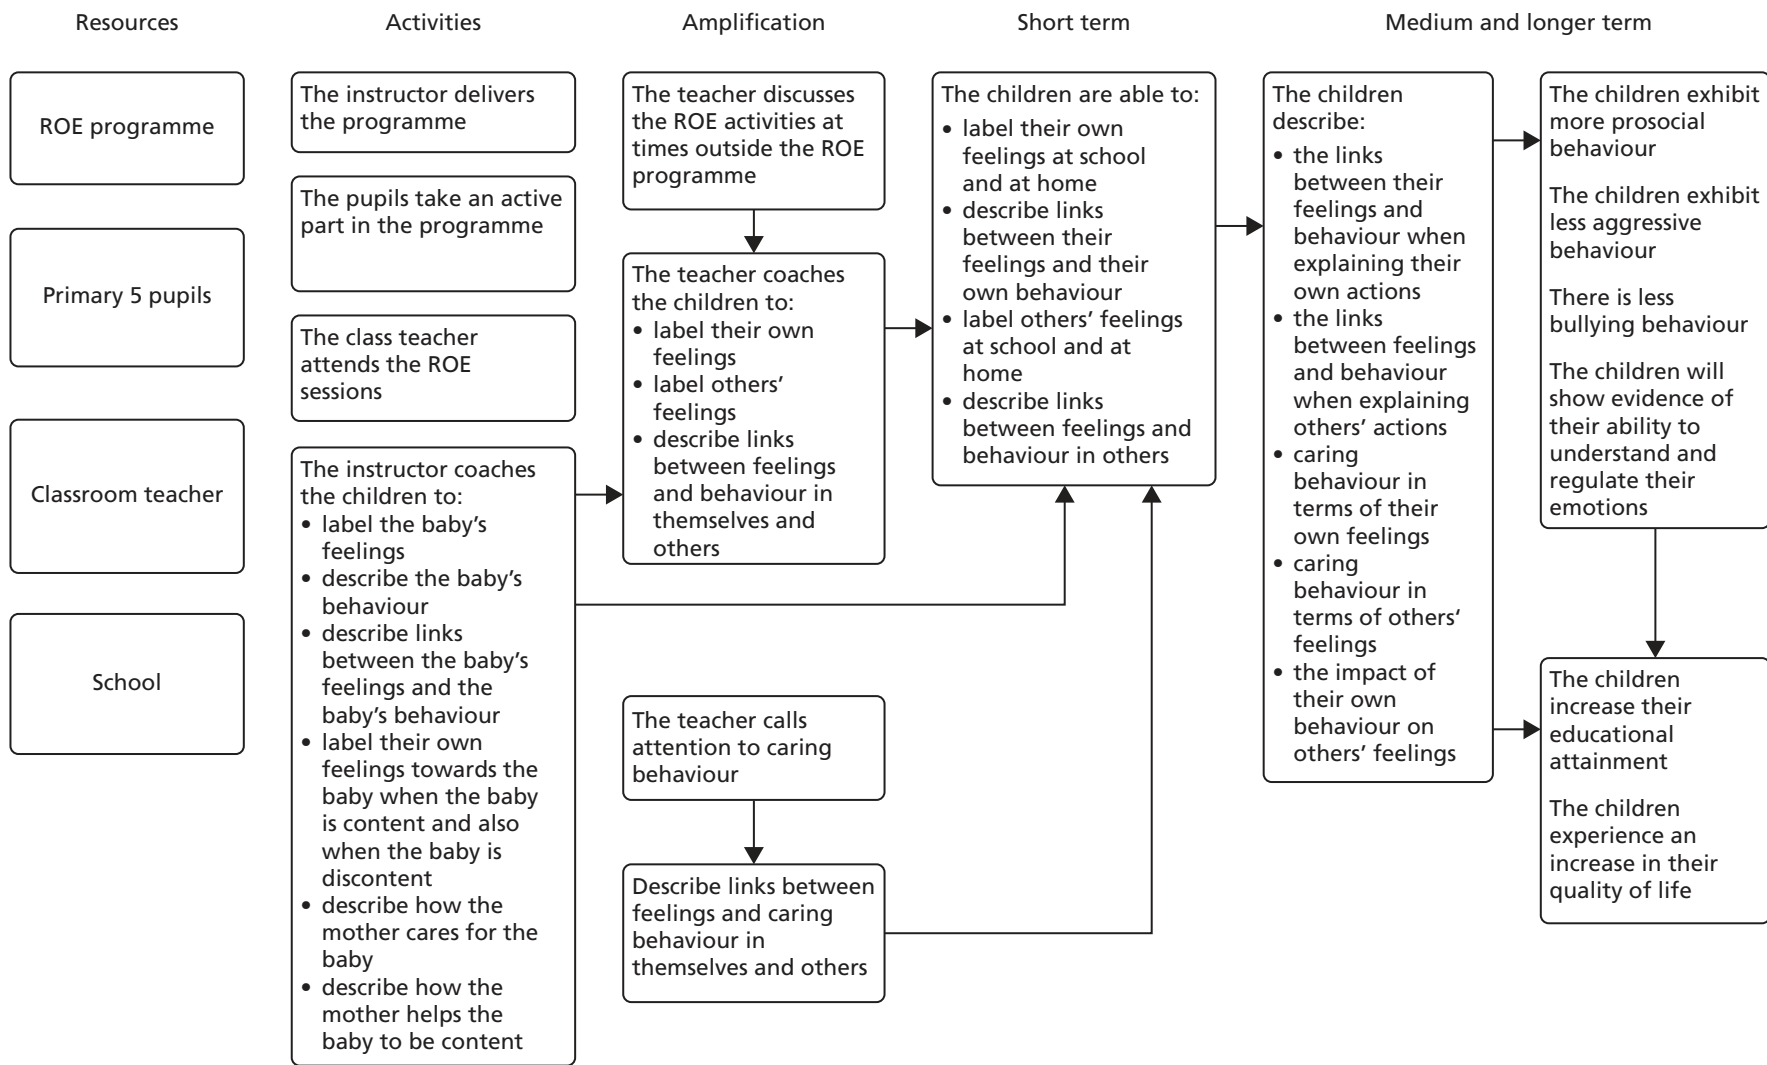 Resources
Activities
Amplification
Short term
Medium and longer term
ROE programme
Primary 5 pupils
Classroom teacher
School
The instructor delivers
the programme
The pupils take an active
part in the programme
The class teacher
attends the ROE
sessions
The instructor coaches
the children to:
• label the baby’s
feelings
• describe the baby’s
behaviour
• describe links
between the baby’s
feelings and the
baby’s behaviour
• label their own
feelings towards the
baby when the baby
is content and also
when the baby is
discontent
• describe how the
mother cares for the
baby
• describe how the
mother helps the
baby to be content
The teacher discusses
the ROE activities at
times outside the ROE
programme
The teacher coaches
the children to:
• label their own
feelings
• label others’
feelings
• describe links
between feelings
and behaviour in
themselves and
others
The teacher calls
attention to caring
behaviour
Describe links between
feelings and caring
behaviour in
themselves and others
The children are able to:
• label their own
feelings at school
and at home
• describe links
between their
feelings and their
own behaviour
• label others’ feelings
at school and at
home
• describe links
between feelings and
behaviour in others
The children
describe:
• the links
between their
feelings and
behaviour when
explaining their
own actions
• the links
between feelings
and behaviour
when explaining
others’ actions
• caring
behaviour in
terms of their
own feelings
• caring
behaviour in
terms of others’
feelings
• the impact of
their own
behaviour on
others’ feelings
The children exhibit
more prosocial
behaviour
The children exhibit
less aggressive
behaviour
There is less
bullying behaviour
The children will
show evidence of
their ability to
understand and
regulate their
emotions
The children
increase their
educational
attainment
The children
experience an
increase in their
quality of life